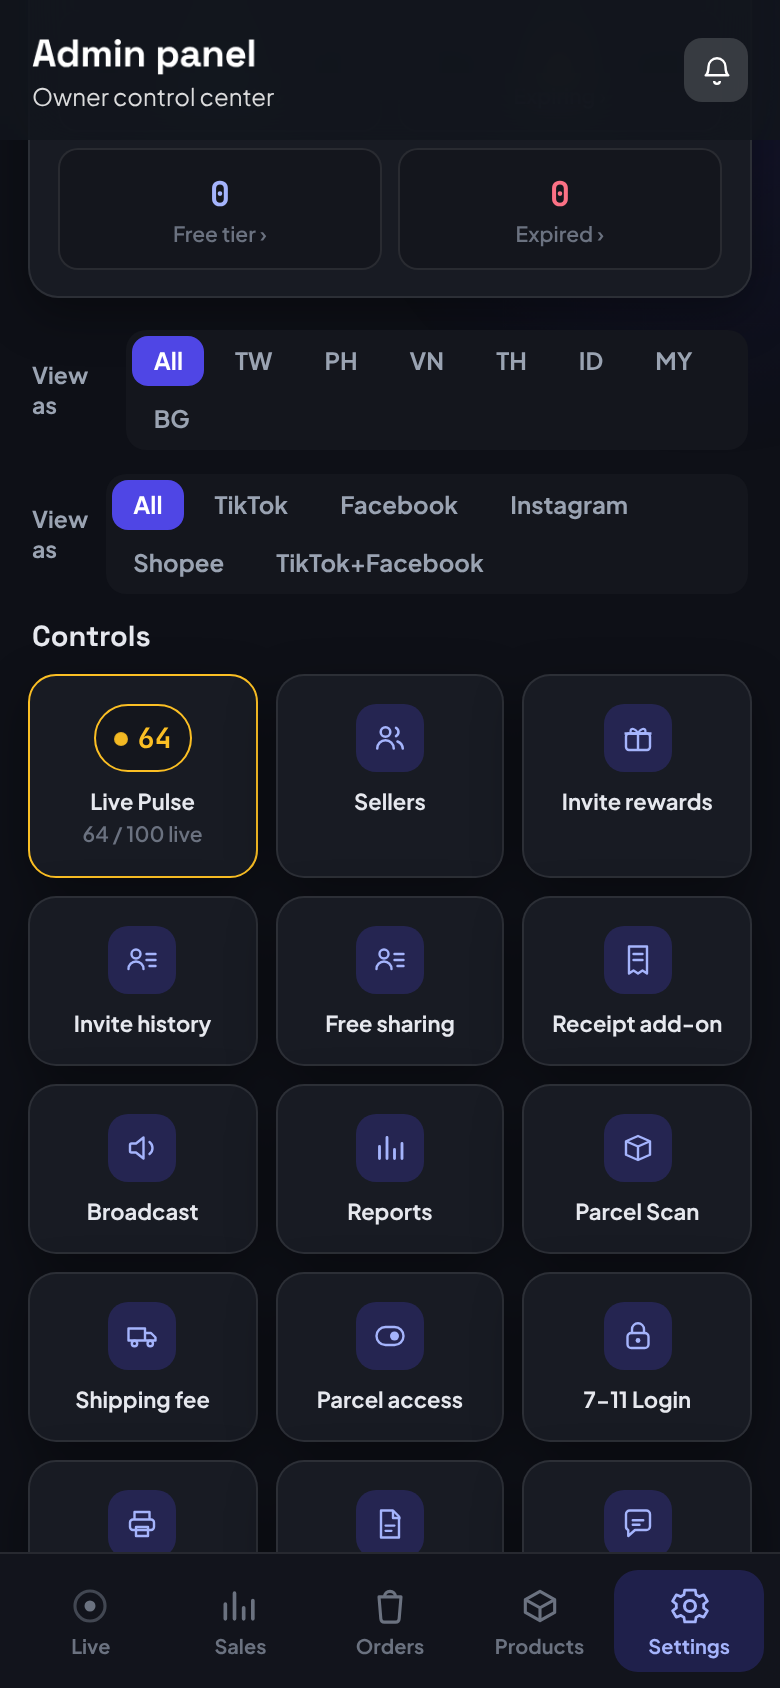 Admin panel
Owner control center
0
0
Free tier ›
Expired ›
View as
All TW PH VN TH ID MY
BG
View as
All TikTok Facebook Instagram
Shopee TikTok+Facebook
Controls
64
Live Pulse
64 / 100 live
Sellers
Invite rewards
Invite history
Free sharing
Receipt add-on
Broadcast
Reports
Parcel Scan
Shipping fee
Parcel access
7-11 Login
Live
Sales
Orders
Products
Settings